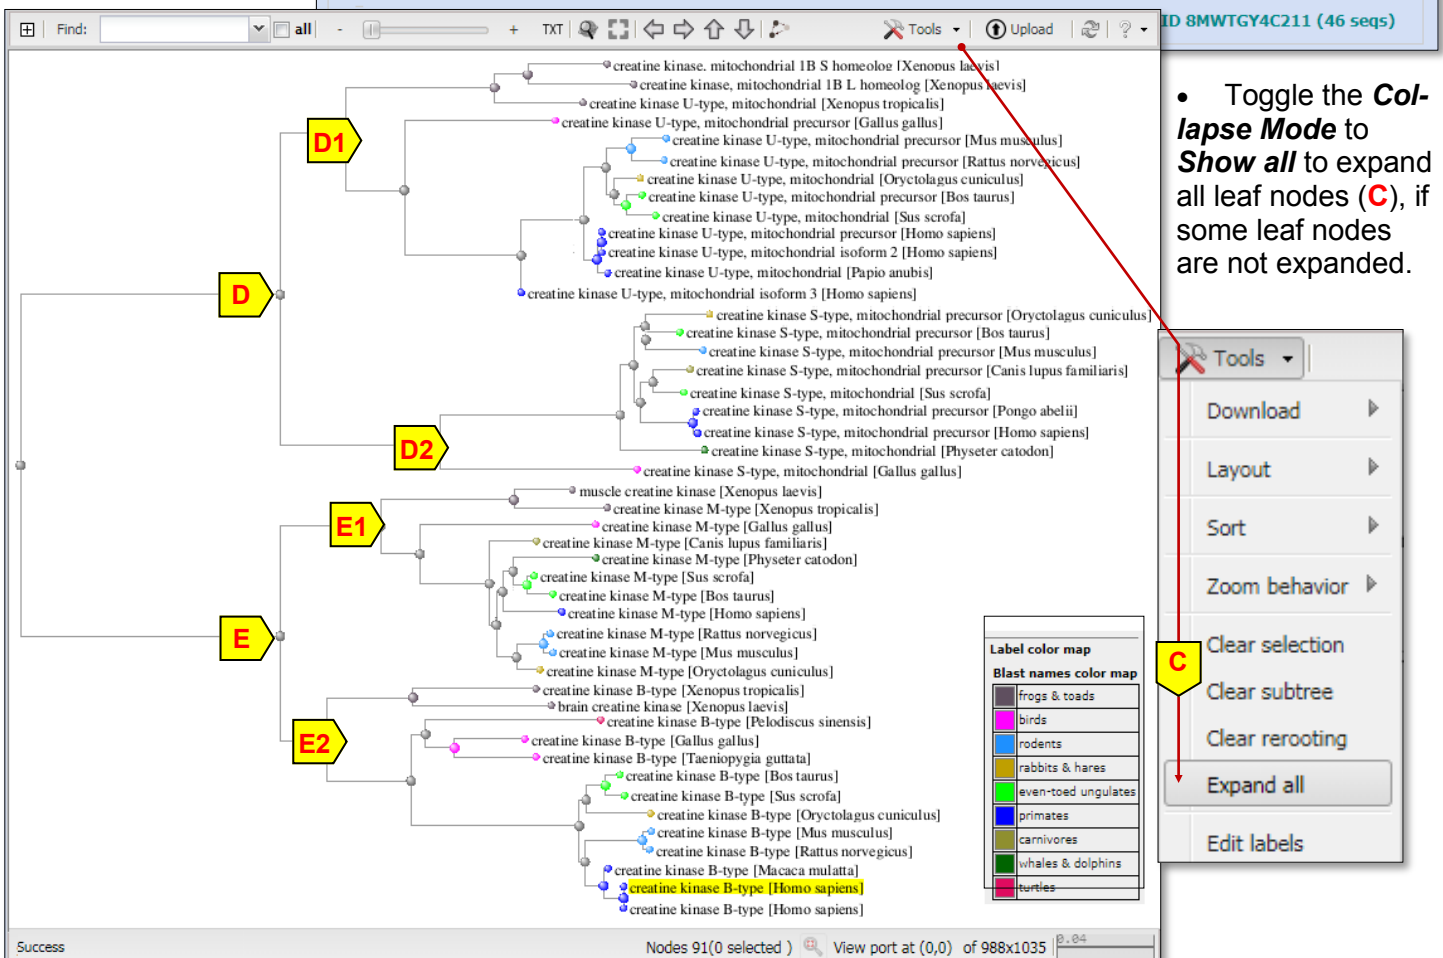 ID 8MWTGY4C211 (46 seqs)
Find:
all
-
+
TXT
Tools
Upload
?
creatine kinase. mitochondrial 1B S homeolog [Xenopus laevis]
creatine kinase, mitochondrial 1B L homeolog [Xenopus laevis]
creatine kinase U-type, mitochondrial [Xenopus tropicalis]
creatine kinase U-type, mitochondrial precursor [Gallus gallus]
D1
creatine kinase U-type, mitochondrial precursor [Mus musculus]
creatine kinase U-type, mitochondrial precursor [Rattus norvegicus]
creatine kinase U-type, mitochondrial [Oryctolagus cuniculus]
creatine kinase U-type, mitochondrial precursor [Bos taurus]
creatine kinase U-type, mitochondrial [Sus scrofa]
creatine kinase U-type, mitochondrial precursor [Homo sapiens]
creatine kinase U-type, mitochondrial isoform 2 [Homo sapiens]
creatine kinase U-type, mitochondrial [Papio anubis]
D
creatine kinase U-type, mitochondrial isoform 3 [Homo sapiens]
creatine kinase S-type, mitochondrial precursor [Oryctolagus cuniculus]
creatine kinase S-type, mitochondrial precursor [Bos taurus]
creatine kinase S-type, mitochondrial precursor [Mus musculus]
creatine kinase S-type, mitochondrial precursor [Canis lupus familiaris]
creatine kinase S-type, mitochondrial [Sus scrofa]
creatine kinase S-type, mitochondrial precursor [Pongo abelii]
creatine kinase S-type, mitochondrial precursor [Homo sapiens]
D2
creatine kinase S-type, mitochondrial [Physeter catodon]
creatine kinase S-type, mitochondrial [Gallus gallus]
muscle creatine kinase [Xenopus laevis]
creatine kinase M-type [Xenopus tropicalis]
E1
creatine kinase M-type [Gallus gallus]
creatine kinase M-type [Canis lupus familiaris]
creatine kinase M-type [Physeter catodon]
creatine kinase M-type [Sus scrofa]
creatine kinase M-type [Bos taurus]
creatine kinase M-type [Homo sapiens]
E
creatine kinase M-type [Rattus norvegicus]
creatine kinase M-type [Mus musculus]
creatine kinase M-type [Oryctolagus cuniculus]
creatine kinase B-type [Xenopus tropicalis]
brain creatine kinase [Xenopus laevis]
creatine kinase B-type [Pelodiscus sinensis]
E2
creatine kinase B-type [Gallus gallus]
creatine kinase B-type [Taeniopygia guttata]
creatine kinase B-type [Bos taurus]
creatine kinase B-type [Sus scrofa]
creatine kinase B-type [Oryctolagus cuniculus]
creatine kinase B-type [Mus musculus]
creatine kinase B-type [Rattus norvegicus]
creatine kinase B-type [Macaca mulatta]
creatine kinase B-type [Homo sapiens]
creatine kinase B-type [Homo sapiens]
Label color map
Blast names color map
frogs & toads
birds
rodents
rabbits & hares
even-toed ungulates
primates
carnivores
whales & dolphins
turtles
Success
Nodes 91(0 selected )
View port at (0,0) of 988x1035
0.04
• Toggle the Col-
lapse Mode to
Show all to expand
all leaf nodes (C), if
some leaf nodes
are not expanded.
Tools
Download
Layout
Sort
Zoom behavior
Clear selection
C
Clear subtree
Clear rerooting
Expand all
Edit labels